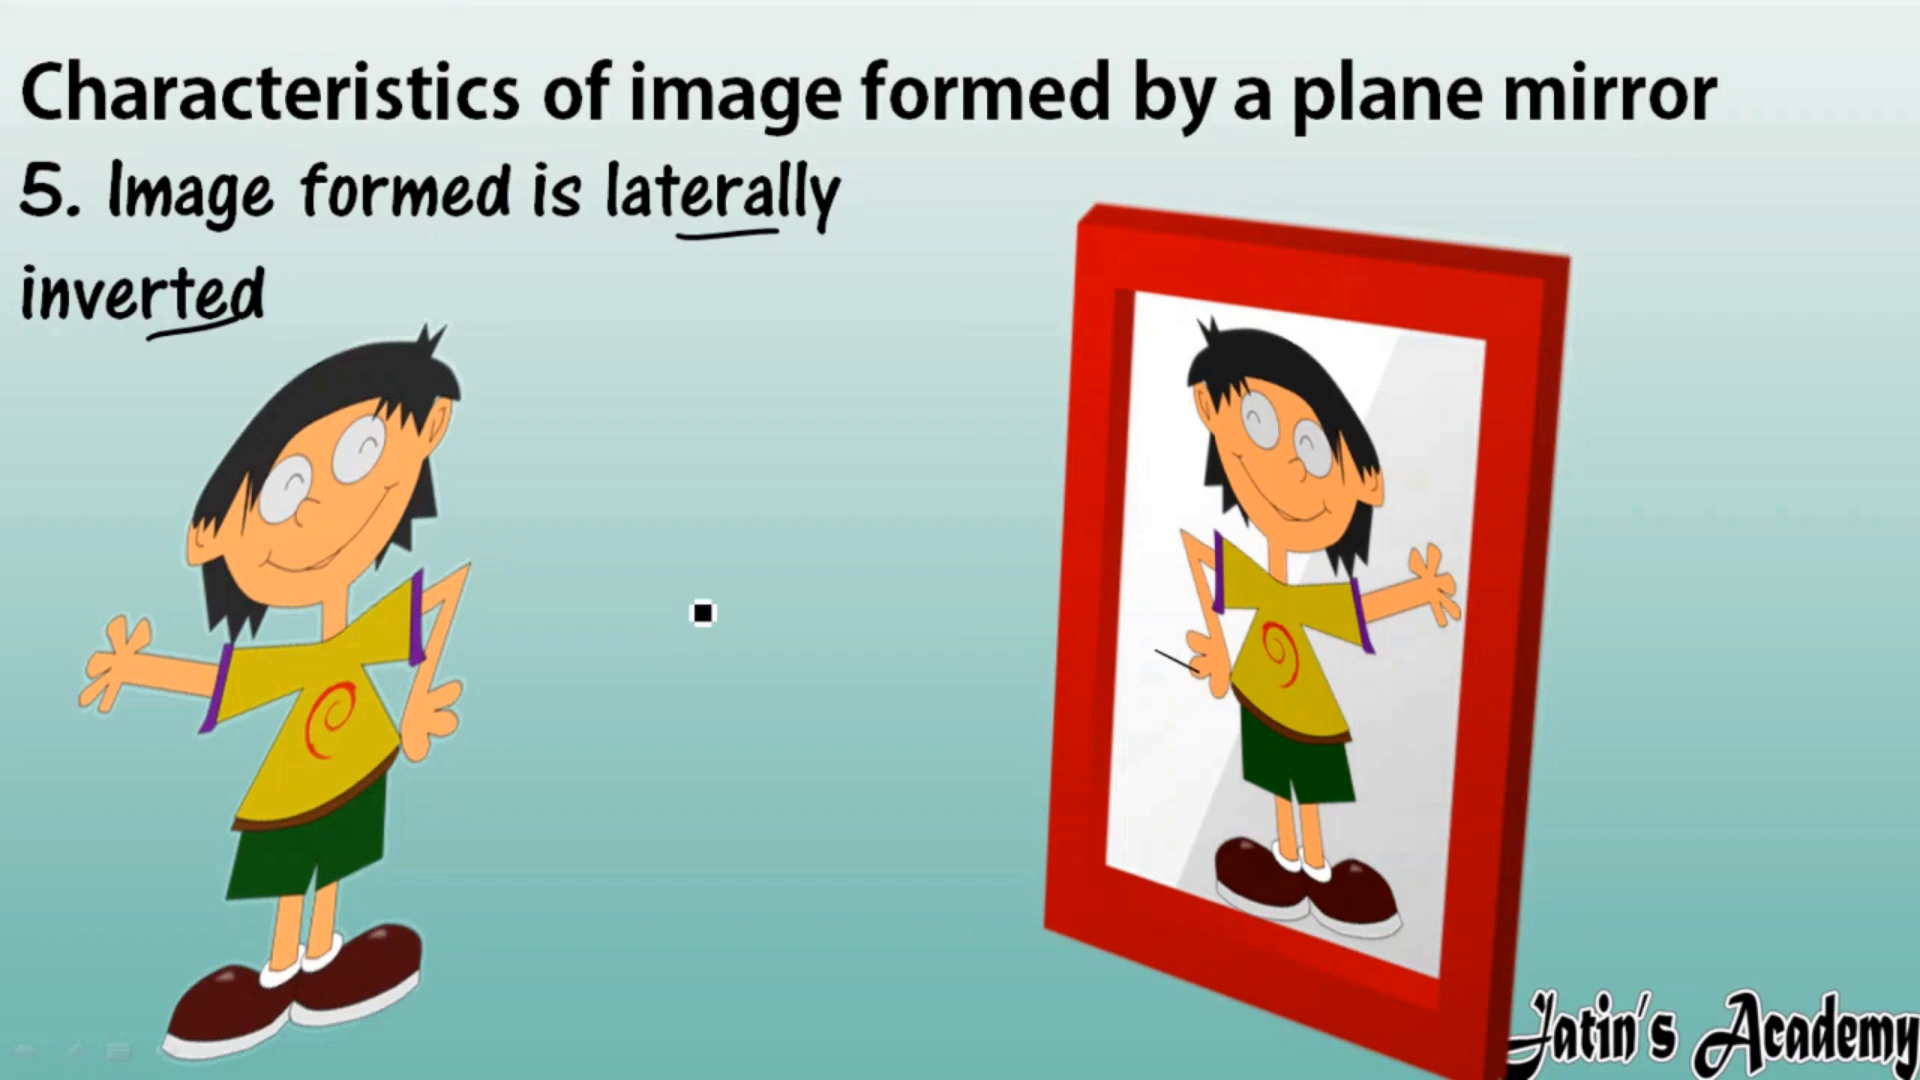 Characteristics of image formed by a plane mirror
5. Image formed is laterally
inverted
Jatin's Academy